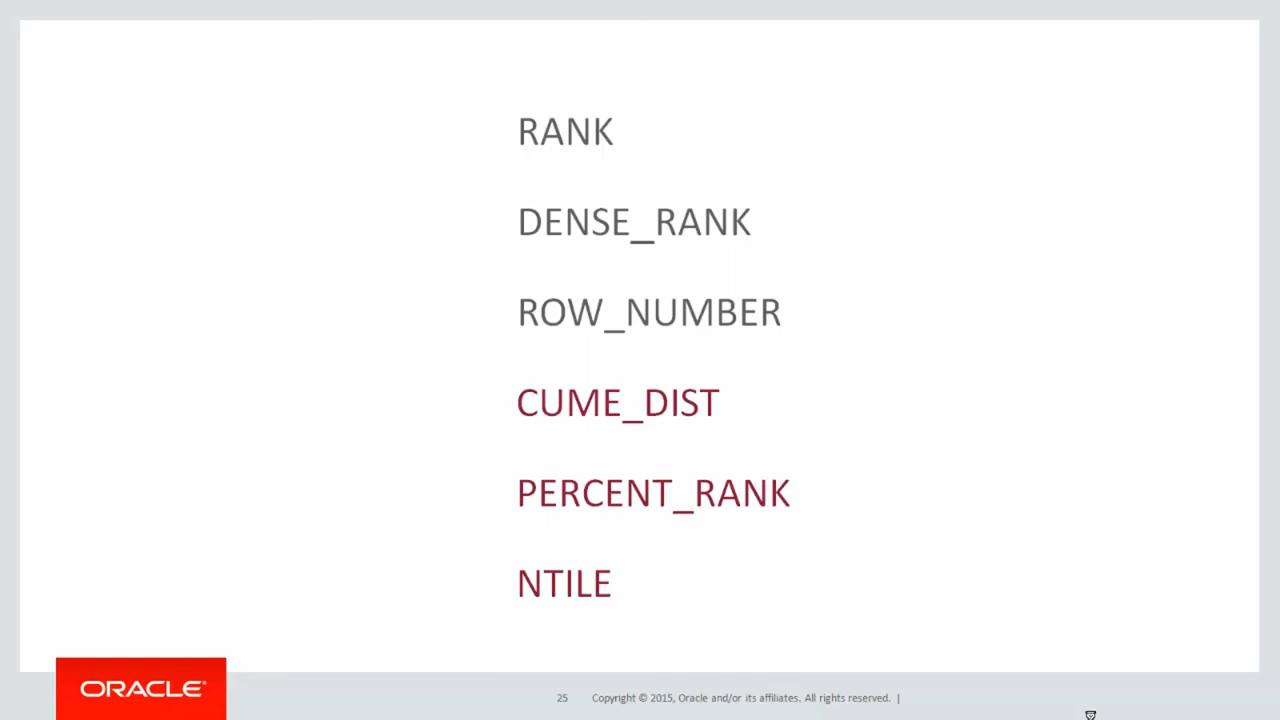 RANK
DENSE_RANK
ROW_NUMBER
CUME_DIST
PERCENT_RANK
NTILE
ORACLE®
25 Copyright © 2015, Oracle and/or its affiliates. All rights reserved. |